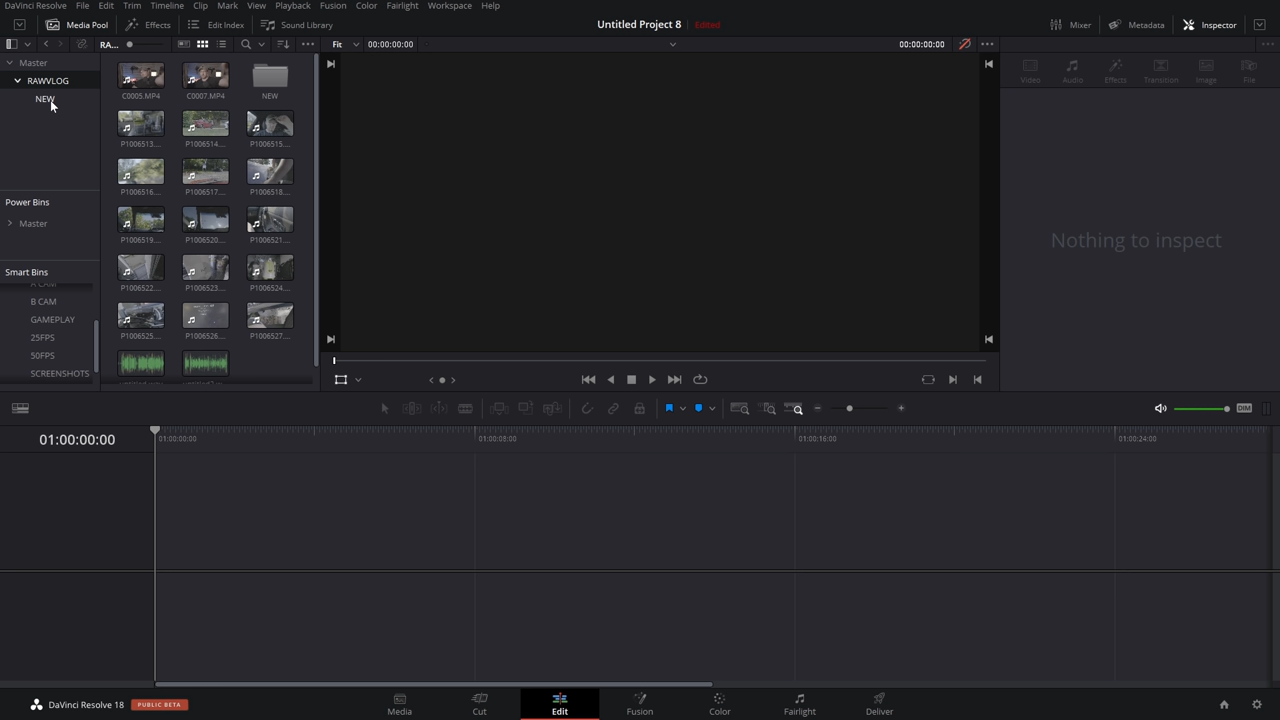 DaVinci Resolve File Edit Trim Timeline Clip Mark View Playback Fusion Color Fairlight Workspace Help
Media Pool Effects Edit Index Sound Library Untitled Project 8 Edited Mixer Metadata Inspector
RA... Fit 00:00:00:00 00:00:00:00
Master
RAWVLOG
NEW
Power Bins
Master
Smart Bins
A CAM
B CAM
GAMEPLAY
25FPS
50FPS
SCREENSHOTS
C0005.MP4 C0007.MP4 NEW
P1006513.... P1006514.... P1006515....
P1006516.... P1006517.... P1006518....
P1006519.... P1006520.... P1006521....
P1006522.... P1006523.... P1006524....
P1006525.... P1006526.... P1006527....
Video Audio Effects Transition Image File
Nothing to inspect
DIM
01:00:00:00 01:00:00:00 01:00:08:00 01:00:16:00 01:00:24:00
DaVinci Resolve 18 PUBLIC BETA Media Cut Edit Fusion Color Fairlight Deliver